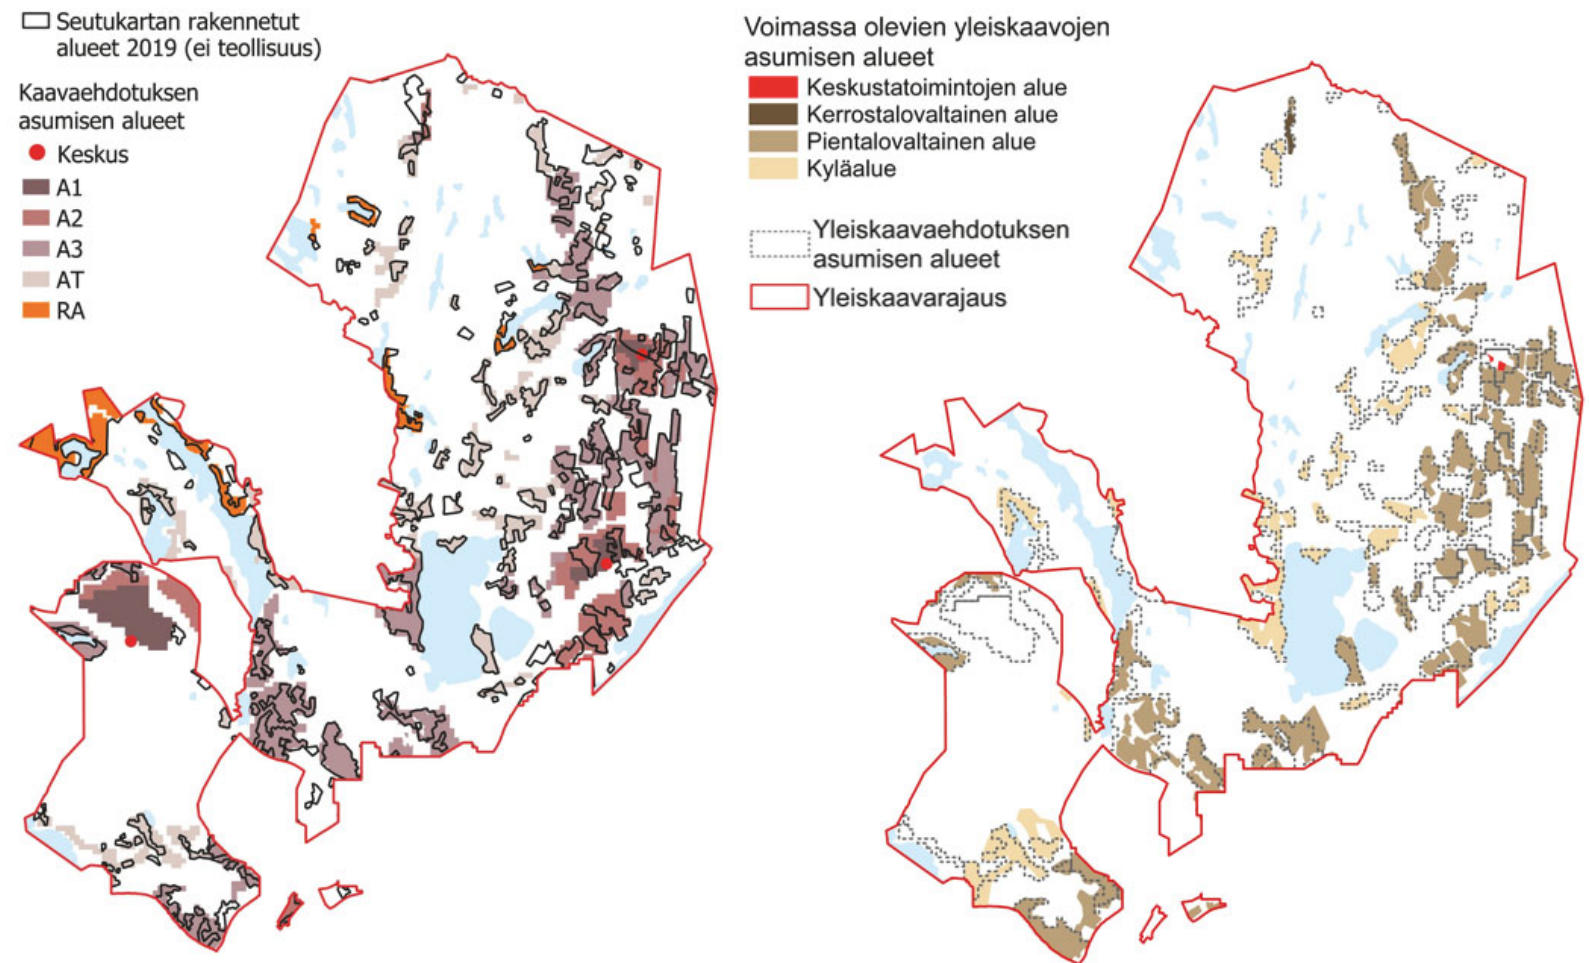 Seutukartan rakennetut
alueet 2019 (ei teollisuus)
Kaavaehdotuksen
asumisen alueet
Keskus
A1
A2
A3
AT
RA
Voimassa olevien yleiskaavojen
asumisen alueet
Keskustatoimintojen alue
Kerrostalovaltainen alue
Pientalovaltainen alue
Kyläalue
Yleiskaavaehdotuksen
asumisen alueet
Yleiskaavarajaus